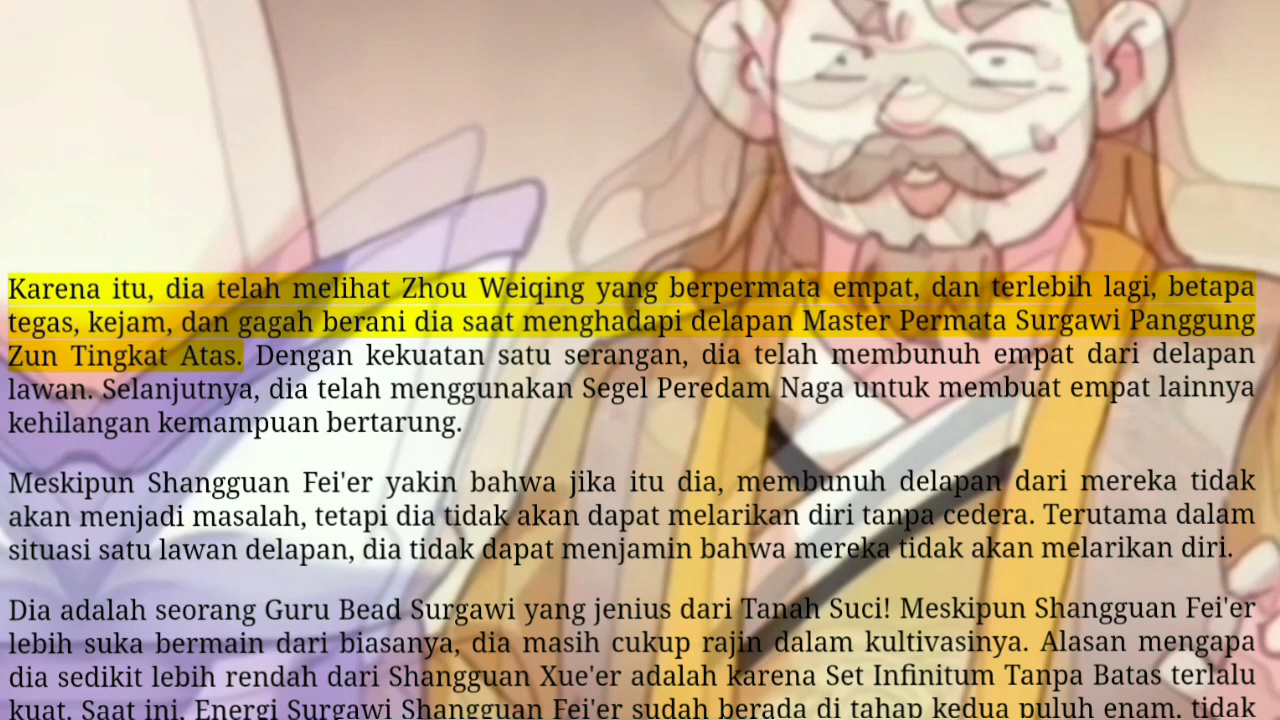 Karena itu, dia telah melihat Zhou Weiqing yang berpermata empat, dan terlebih lagi, betapa
tegas, kejam, dan gagah berani dia saat menghadapi delapan Master Permata Surgawi Panggung
Zun Tingkat Atas. Dengan kekuatan satu serangan, dia telah membunuh empat dari delapan
lawan. Selanjutnya, dia telah menggunakan Segel Peredam Naga untuk membuat empat lainnya
kehilangan kemampuan bertarung.
Meskipun Shangguan Fei'er yakin bahwa jika itu dia, membunuh delapan dari mereka tidak
akan menjadi masalah, tetapi dia tidak akan dapat melarikan diri tanpa cedera. Terutama dalam
situasi satu lawan delapan, dia tidak dapat menjamin bahwa mereka tidak akan melarikan diri.
Dia adalah seorang Guru Bead Surgawi yang jenius dari Tanah Suci! Meskipun Shangguan Fei'er
lebih suka bermain dari biasanya, dia masih cukup rajin dalam kultivasinya. Alasan mengapa
dia sedikit lebih rendah dari Shangguan Xue'er adalah karena Set Infinitum Tanpa Batas terlalu
kuat. Saat ini, Energi Surgawi Shangguan Fei'er sudah berada di tahap kedua puluh enam, tidak